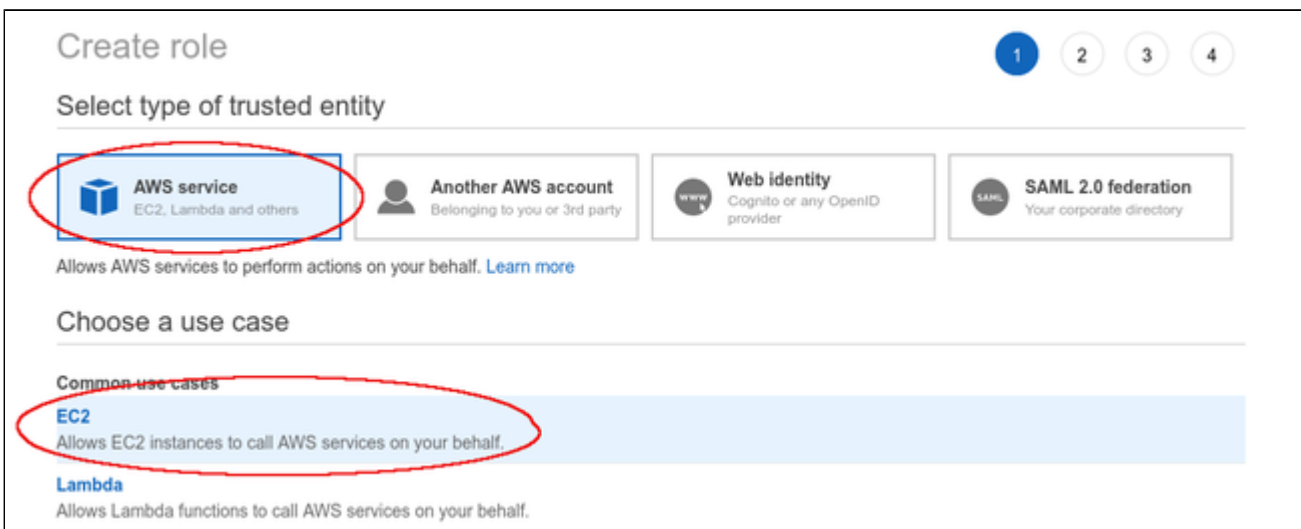 Create role
1 2 3 4
Select type of trusted entity
AWS service
EC2, Lambda and others
Another AWS account
Belonging to you or 3rd party
www
Web identity
Cognito or any OpenID
provider
SAML
SAML 2.0 federation
Your corporate directory
Allows AWS services to perform actions on your behalf. Learn more
Choose a use case
Common use cases
EC2
Allows EC2 instances to call AWS services on your behalf.
Lambda
Allows Lambda functions to call AWS services on your behalf.